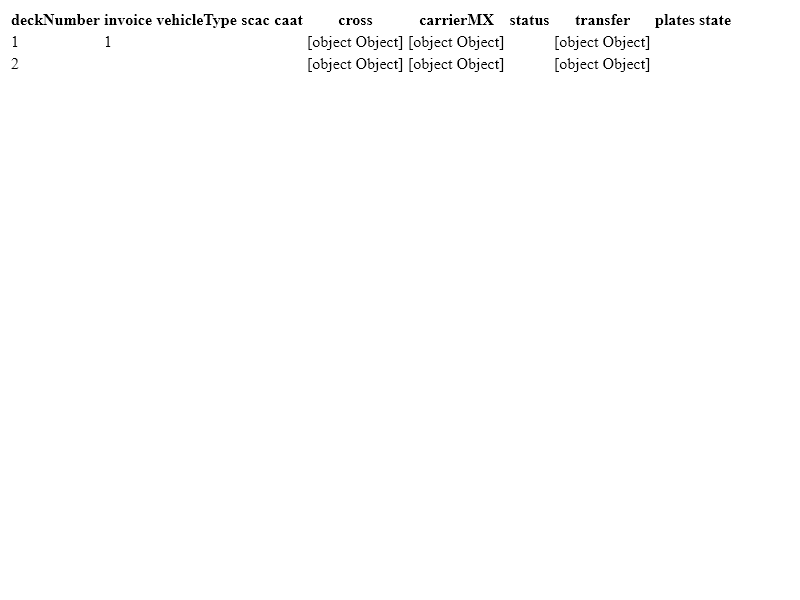 deckNumber invoice vehicleType scac caat cross carrierMX status transfer plates state
1 1 [object Object] [object Object] [object Object]
2 [object Object] [object Object] [object Object]